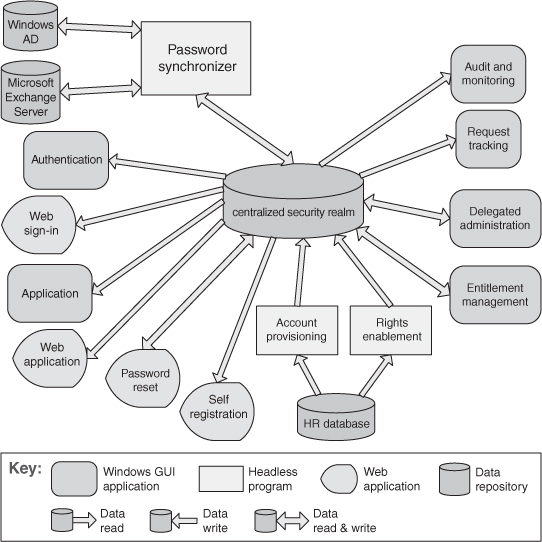 Windows
AD
Password
synchronizer
Microsoft
Exchange
Server
Audit and
monitoring
Request
tracking
Authentication
centralized security realm
Web
sign-in
Delegated
administration
Application
Entitlement
management
Account
provisioning
Rights
enablement
Web
application
Password
reset
Self
registration
HR database
Key:
Windows GUI
application
Headless
program
Web
application
Data
repository
Data
read
Data
write
Data
read & write